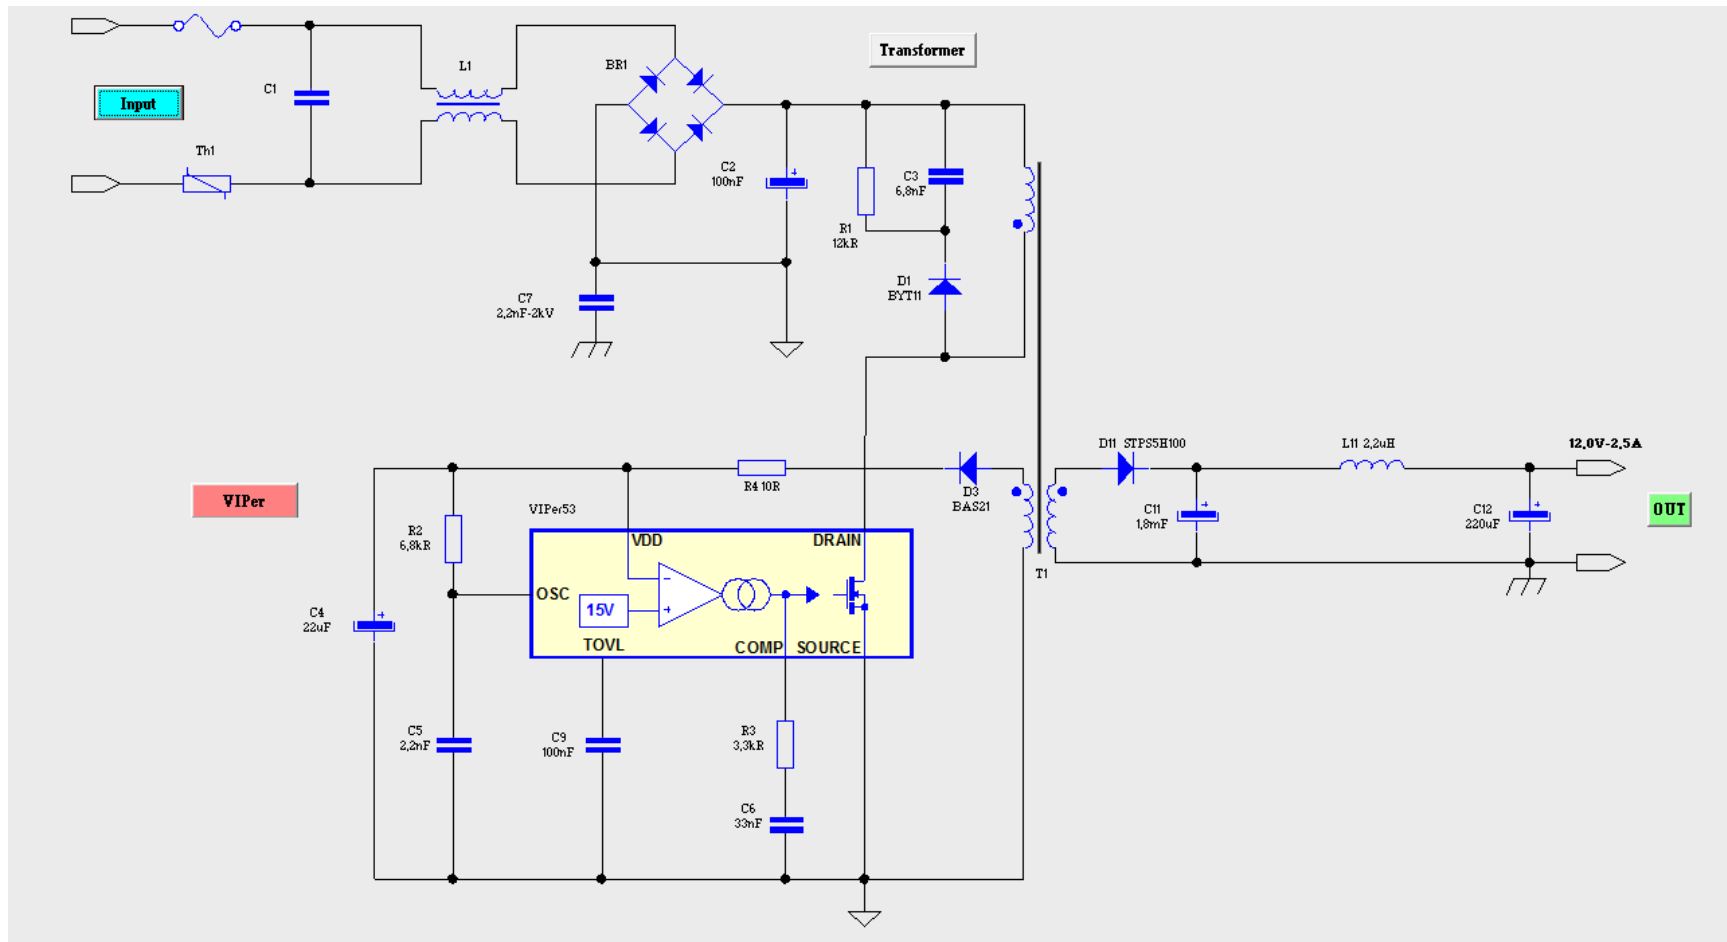 Transformer
L1
BR1
C1
Input
Th1
C2
100nF
C3
6,8nF
R1
12kR
D1
BYT11
C7
2,2nF-2kV
D11 STPS5H100
L11 2,2uH
12,0V-2,5A
VIPer
R4 10R
D3
BAS21
VIPer53
C11
1,8mF
C12
220uF
OUT
R2
6,8kR
VDD
DRAIN
T1
OSC
15V
C4
22uF
TOVL
COMP
SOURCE
C5
2,2nF
C9
100nF
R3
3,3kR
C6
33nF